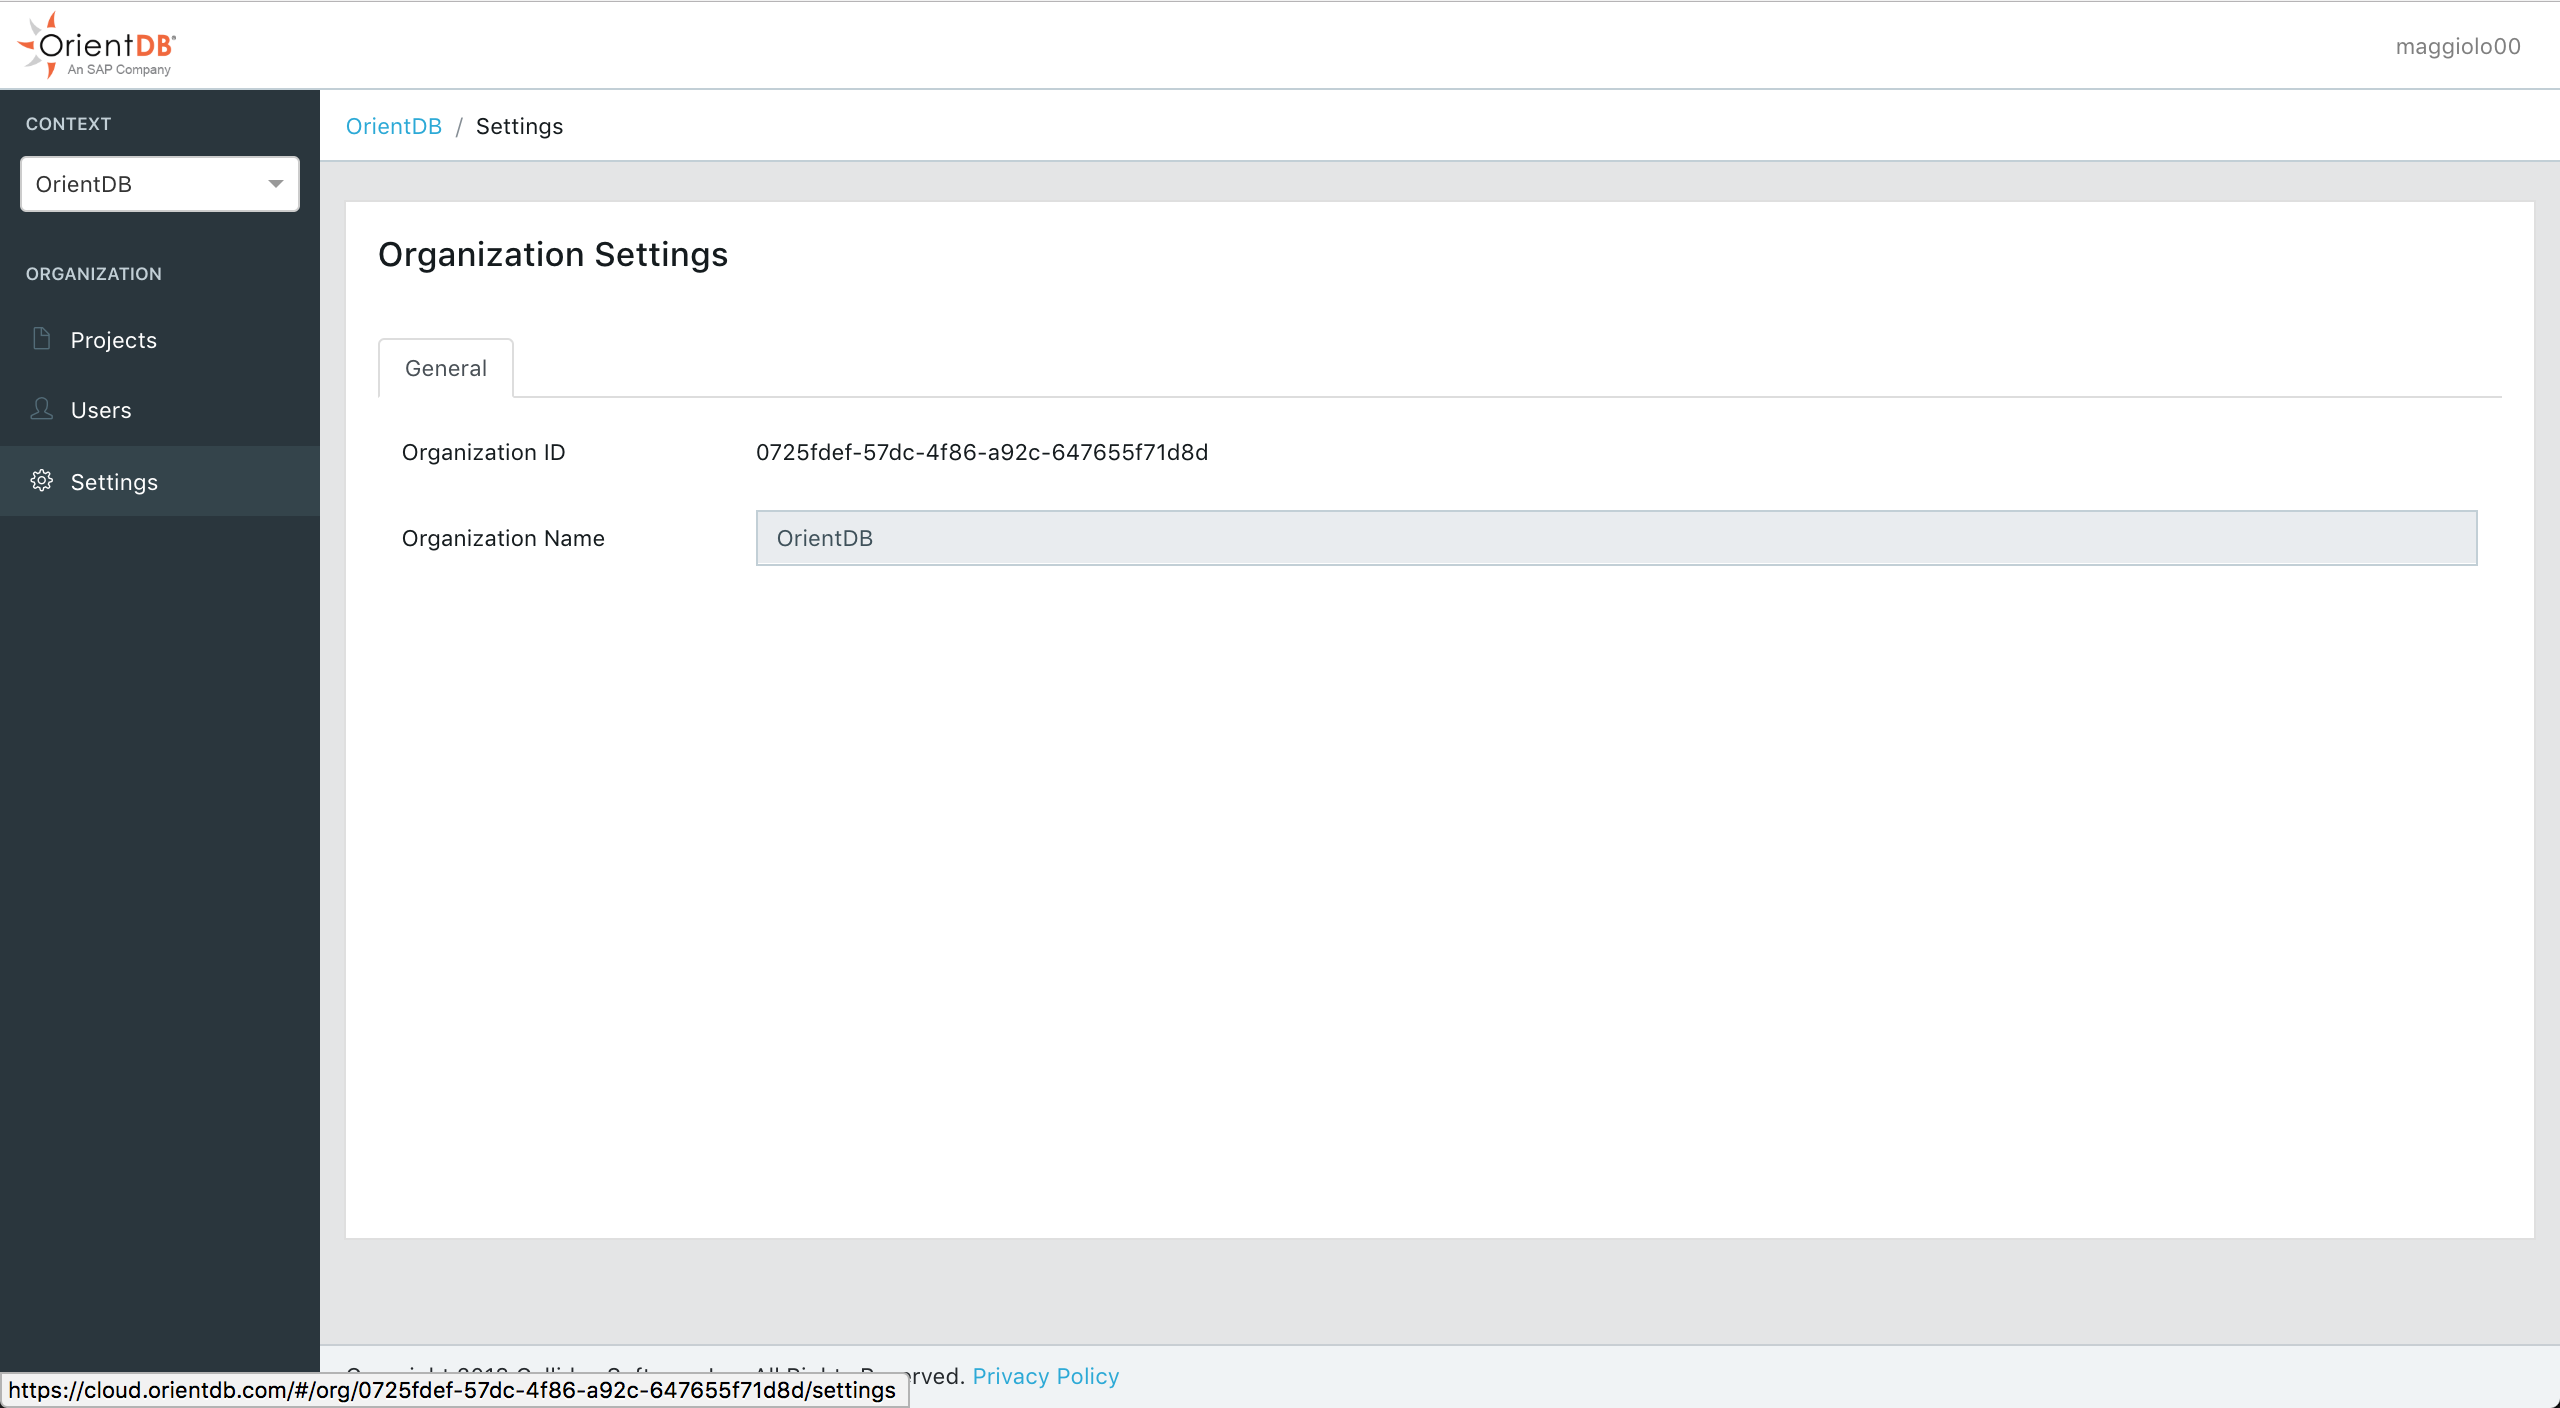 OrientDB®
An SAP Company
maggiolo00
CONTEXT
OrientDB
ORGANIZATION
Projects
Users
Settings
OrientDB / Settings
Organization Settings
General
Organization ID 0725fdef-57dc-4f86-a92c-647655f71d8d
Organization Name OrientDB
Privacy Policy
https://cloud.orientdb.com/#/org/0725fdef-57dc-4f86-a92c-647655f71d8d/settings